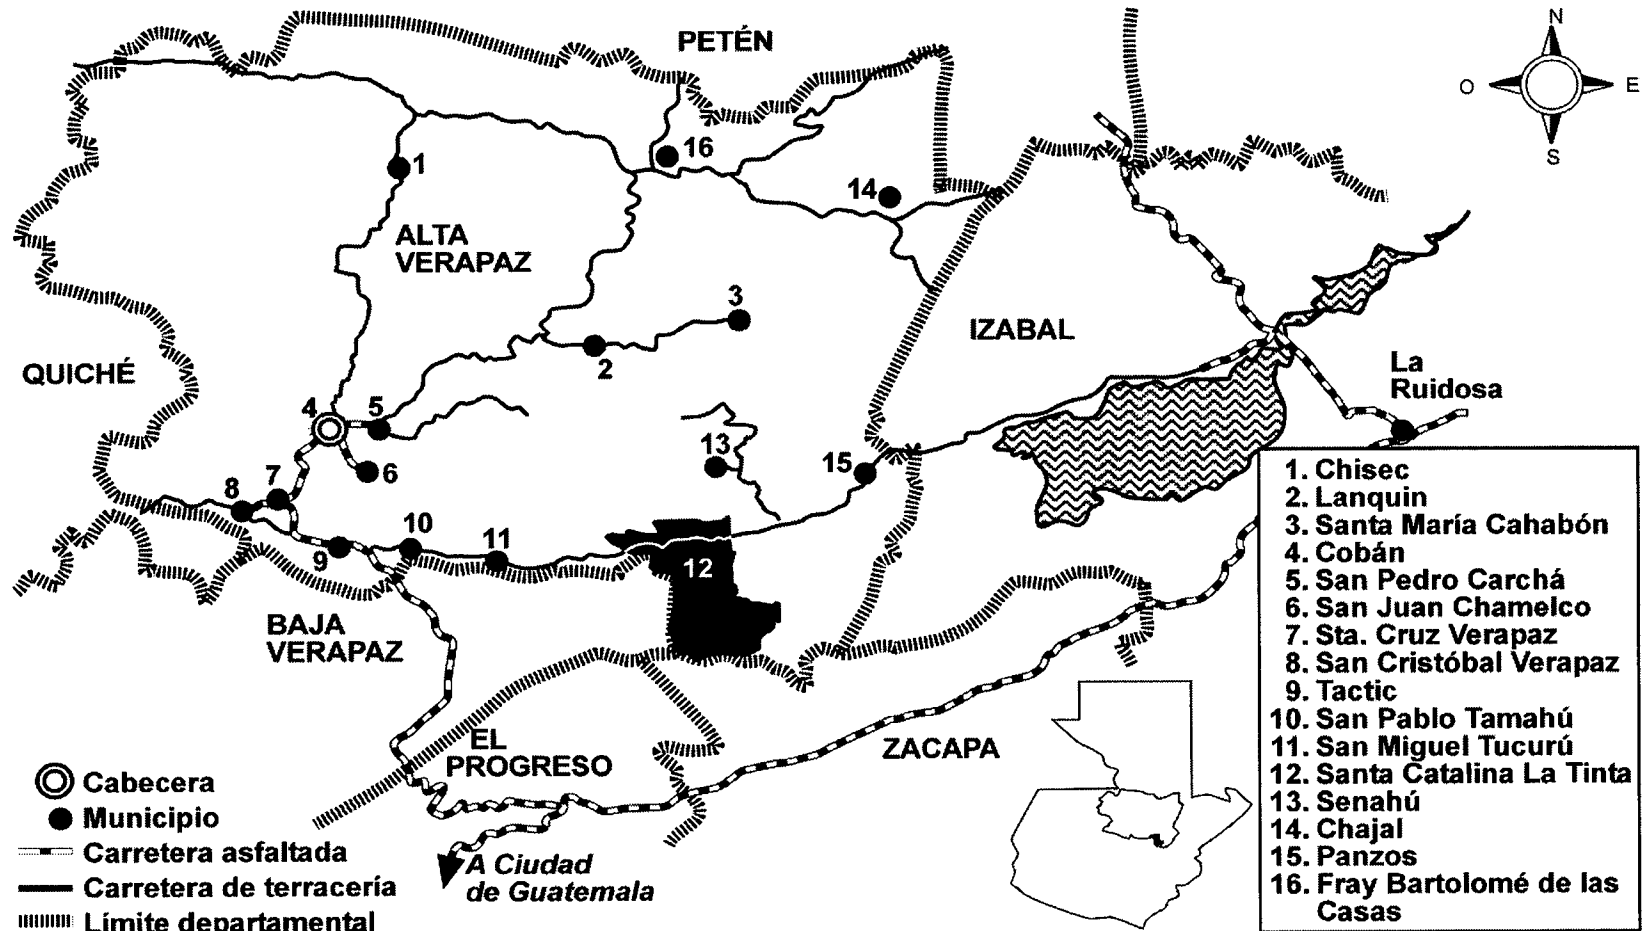 PETÉN
N
O
E
S
16
1
14
ALTA
VERAPAZ
3
IZABAL
QUICHÉ
2
La
Ruidosa
4
5
13
15
6
7
8
10
11
9
12
BAJA
VERAPAZ
EL
PROGRESO
ZACAPA
A Ciudad
de Guatemala
Cabecera
Municipio
Carretera asfaltada
Carretera de terracería
Límite departamental
1. Chisec
2. Lanquin
3. Santa María Cahabón
4. Cobán
5. San Pedro Carchá
6. San Juan Chamelco
7. Sta. Cruz Verapaz
8. San Cristóbal Verapaz
9. Tactic
10. San Pablo Tamahú
11. San Miguel Tucurú
12. Santa Catalina La Tinta
13. Senahú
14. Chajal
15. Panzos
16. Fray Bartolomé de las
Casas